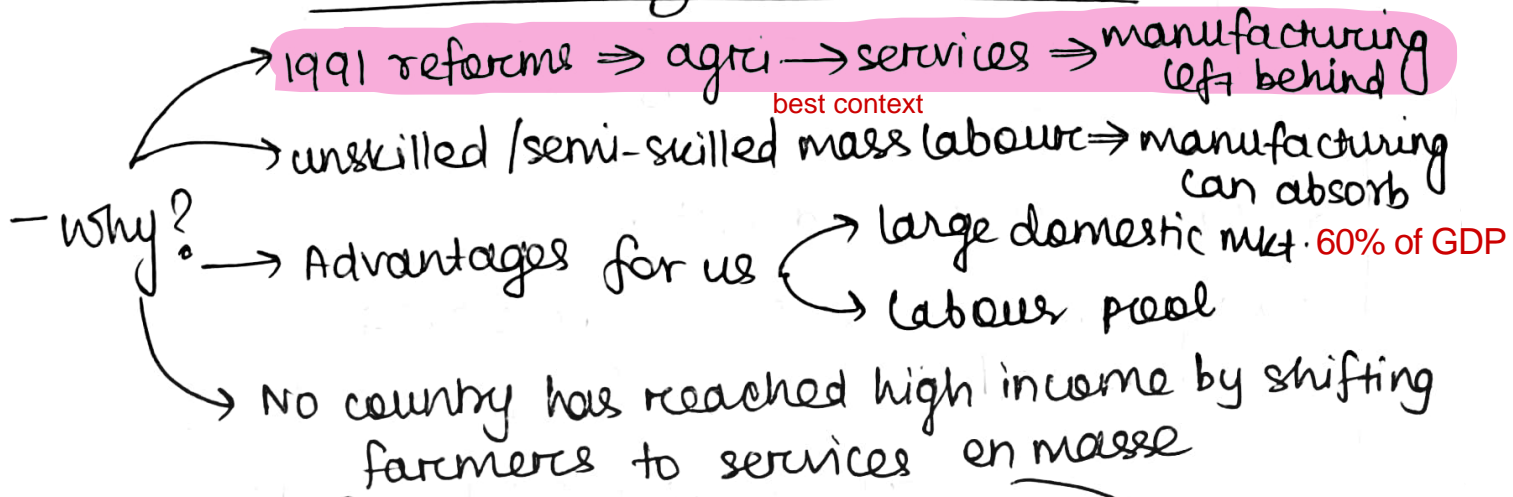 1991 reforms ⇒ agri → services ⇒ manufacturing
left behind
best context
unskilled /semi-skilled mass labour ⇒ manufacturing
can absorb
- Why?
large domestic mkt. 60% of GDP
→ Advantages for us
labour pool
→ No country has reached high income by shifting
farmers to services en masse